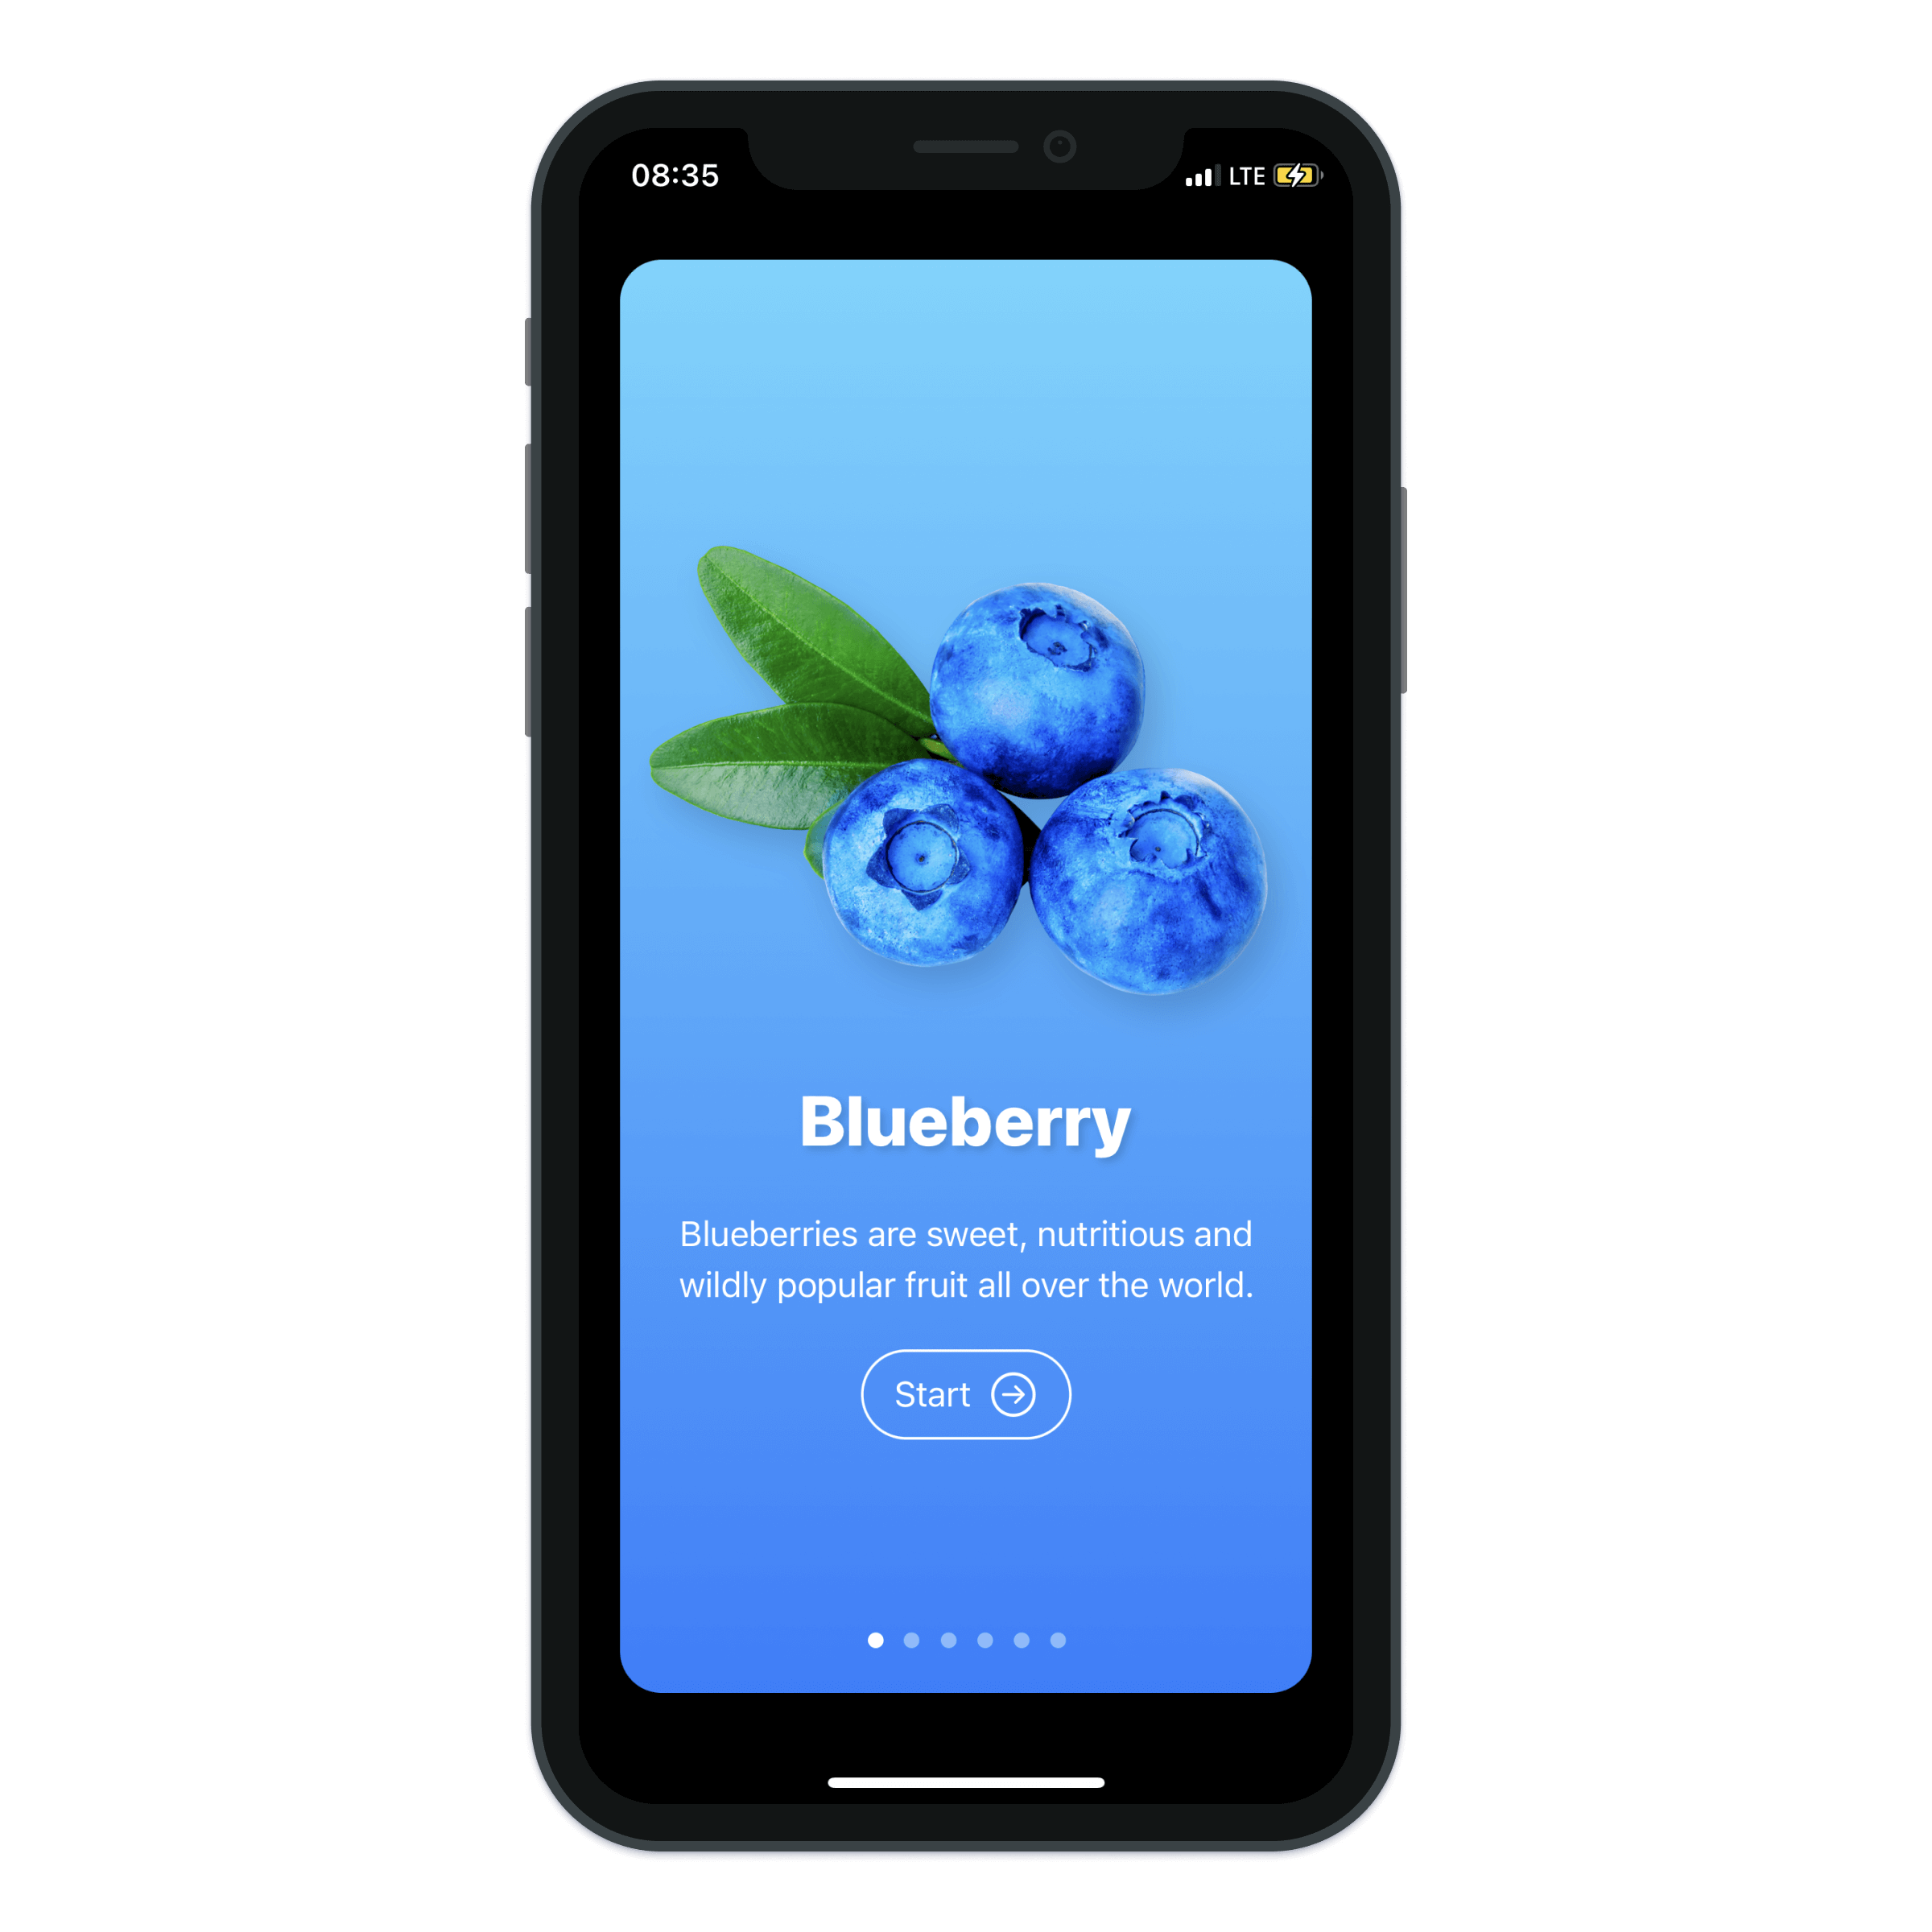 08:35 LTE
Blueberry
Blueberries are sweet, nutritious and
wildly popular fruit all over the world.
Start